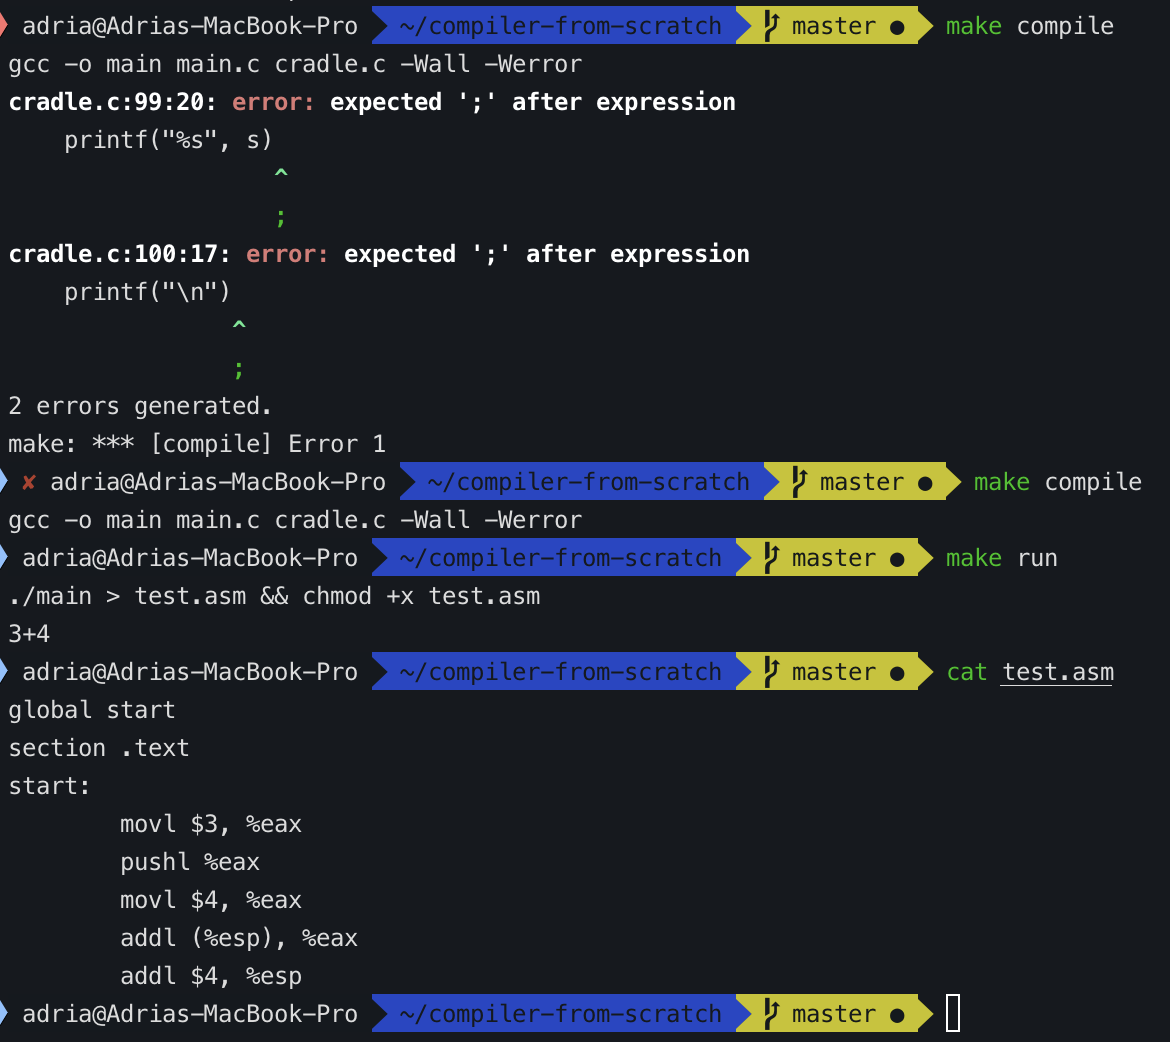 adria@Adrias-MacBook-Pro ~/compiler-from-scratch master ● make compile
gcc -o main main.c cradle.c -Wall -Werror
cradle.c:99:20: error: expected ';' after expression
    printf("%s", s)
                   ^
                   ;
cradle.c:100:17: error: expected ';' after expression
    printf("\n")
                ^
                ;
2 errors generated.
make: *** [compile] Error 1
✘ adria@Adrias-MacBook-Pro ~/compiler-from-scratch master ● make compile
gcc -o main main.c cradle.c -Wall -Werror
adria@Adrias-MacBook-Pro ~/compiler-from-scratch master ● make run
./main > test.asm && chmod +x test.asm
3+4
adria@Adrias-MacBook-Pro ~/compiler-from-scratch master ● cat test.asm
global start
section .text
start:
        movl $3, %eax
        pushl %eax
        movl $4, %eax
        addl (%esp), %eax
        addl $4, %esp
adria@Adrias-MacBook-Pro ~/compiler-from-scratch master ●